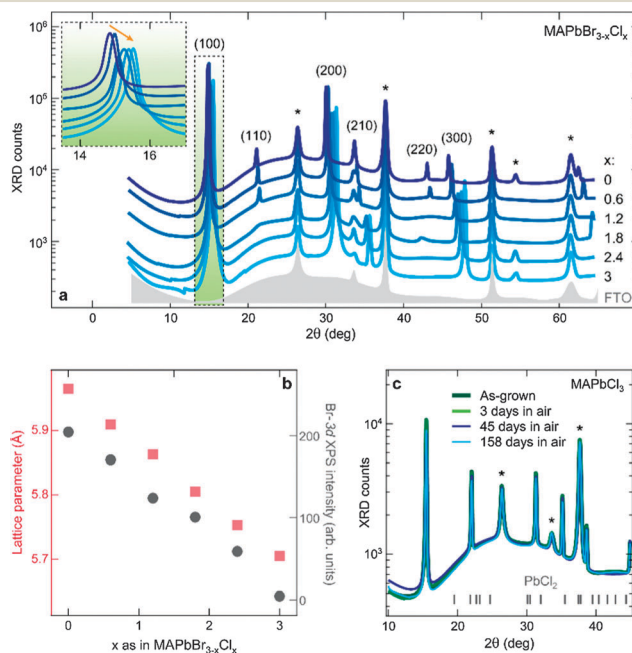 MAPbBr3-xClx
10⁶
10⁵
10⁴
10³
XRD counts
14 16
(100)
(110)
*
(200)
(210)
*
(220)
(300)
*
*
*
x:
0
0.6
1.2
1.8
2.4
3
FTO
a
0 10 20 30 40 50 60
2θ (deg)
b
5.9
5.8
5.7
Lattice parameter (Å)
200
100
0
Br-3d XPS
intensity (arb. units)
0 1 2 3
x as in MAPbBr3-xClx
c
MAPbCl3
As-grown
3 days in air
45 days in air
158 days in air
*
*
*
10⁴
10³
XRD counts
PbCl2
10 20 30 40
2θ (deg)